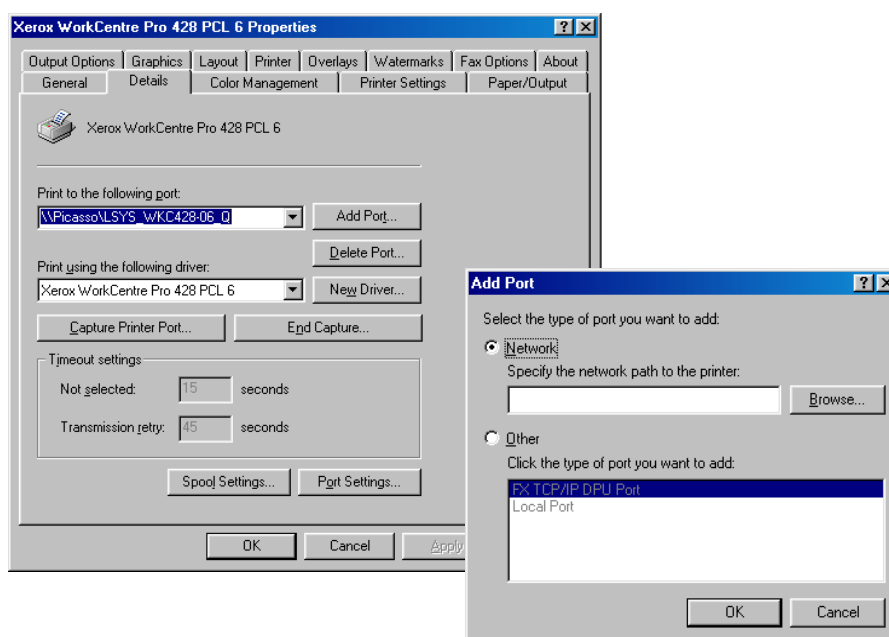 Xerox WorkCentre Pro 428 PCL 6 Properties
Output Options Graphics Layout Printer Overlays Watermarks Fax Options About
General Details Color Management Printer Settings Paper/Output
Xerox WorkCentre Pro 428 PCL 6
Print to the following port:
\\Picasso\LSYS_WKC428-06_Q
Add Port...
Delete Port...
Print using the following driver:
Xerox WorkCentre Pro 428 PCL 6
New Driver...
Capture Printer Port...
End Capture...
Timeout settings
Not selected: 15 seconds
Transmission retry: 45 seconds
Spool Settings...
Port Settings...
OK
Cancel
Apply
Add Port
Select the type of port you want to add:
Network
Specify the network path to the printer:
Browse...
Other
Click the type of port you want to add:
FX TCP/IP DPU Port
Local Port
OK
Cancel